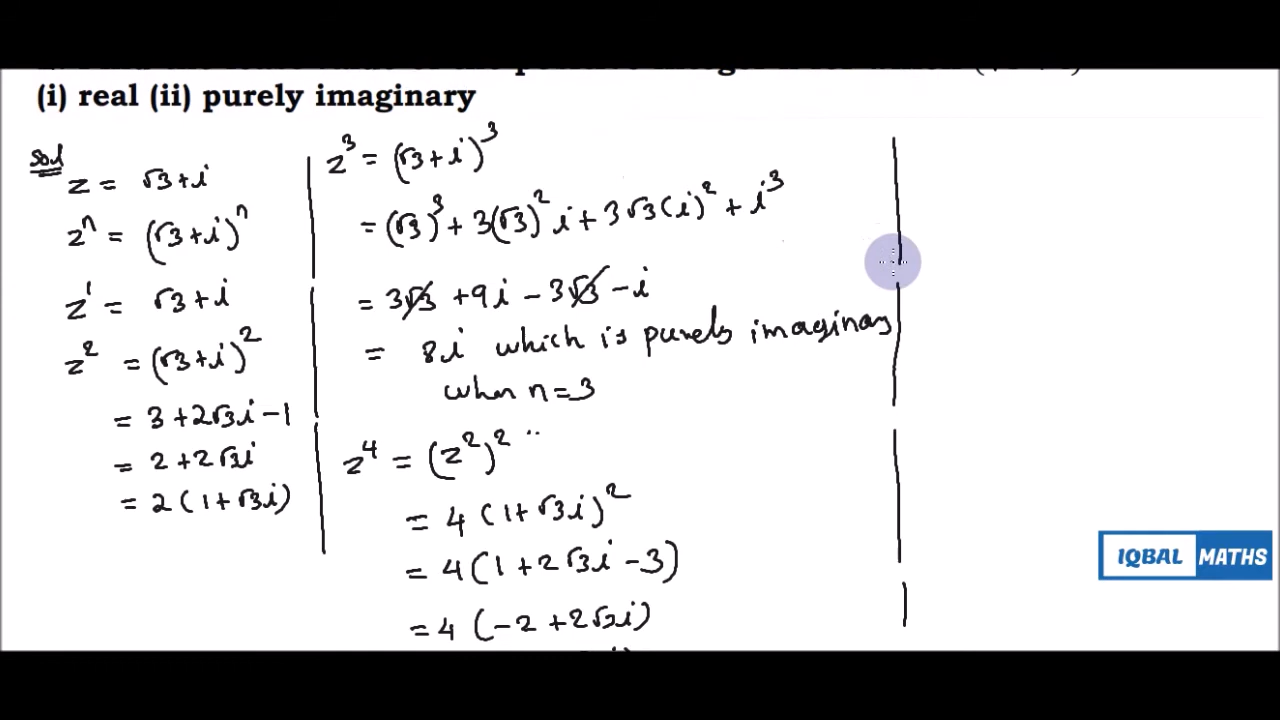 (i) real (ii) purely imaginary
Sol
z = √3+i
zⁿ = (√3+i)ⁿ
z¹ = √3+i
z² = (√3+i)²
= 3+2√3i−1
= 2+2√3i
= 2(1+√3i)
z³ = (√3+i)³
= (√3)³+3(√3)²i+3√3(i)²+i³
= 3√3+9i−3√3−i
= 8i which is purely imaginary
when n=3
z⁴ = (z²)²
= 4(1+√3i)²
= 4(1+2√3i−3)
= 4(−2+2√3i)
IQBAL MATHS